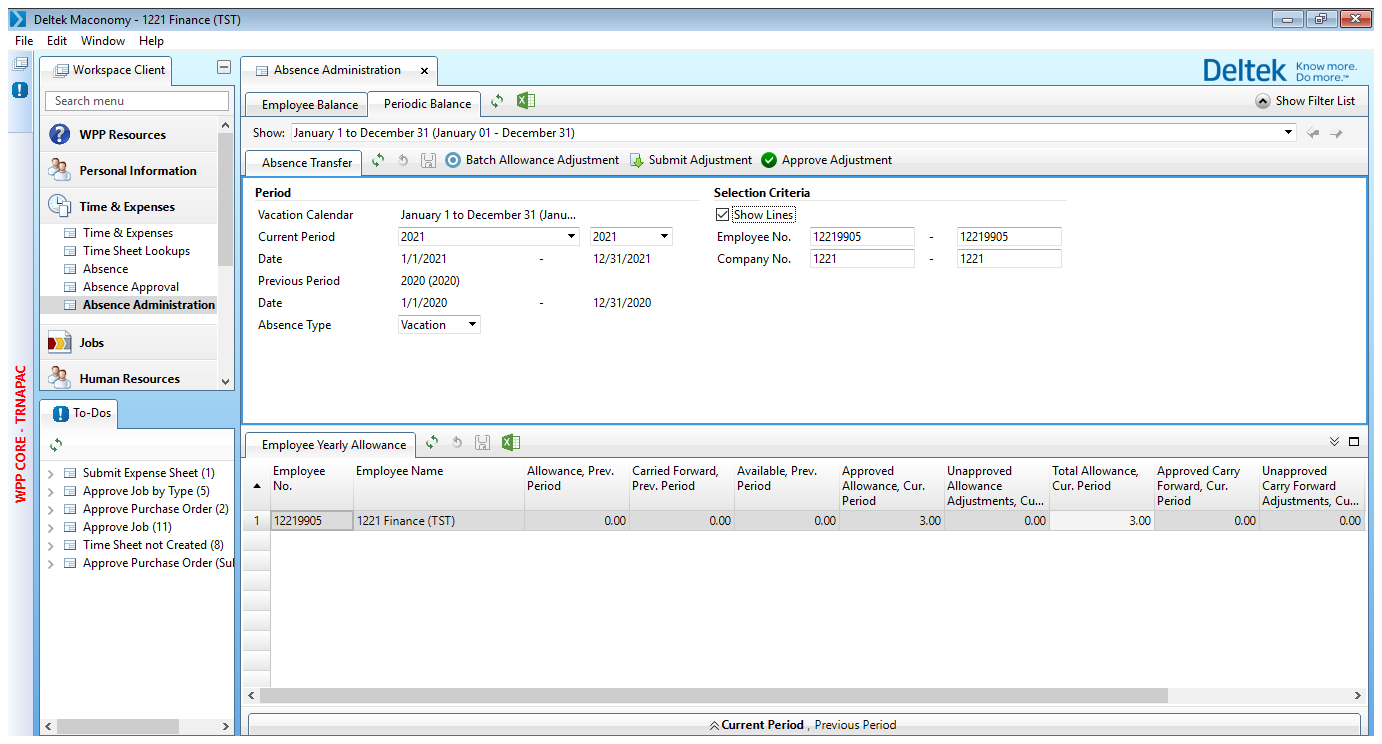 Deltek Maconomy - 1221 Finance (TST)
File Edit Window Help
WPP CORE - TRNAPAC
Workspace Client
Search menu
WPP Resources
Personal Information
Time & Expenses
Time & Expenses
Time Sheet Lookups
Absence
Absence Approval
Absence Administration
Jobs
Human Resources
To-Dos
Submit Expense Sheet (1)
Approve Job by Type (5)
Approve Purchase Order (2)
Approve Job (11)
Time Sheet not Created (8)
Approve Purchase Order (Sul
Absence Administration
Deltek Know more.
Do more.™
Employee Balance Periodic Balance Show Filter List
Show: January 1 to December 31 (January 01 - December 31)
Absence Transfer Batch Allowance Adjustment Submit Adjustment Approve Adjustment
Period
Vacation Calendar January 1 to December 31 (Janu...
Current Period 2021 2021
Date 1/1/2021 - 12/31/2021
Previous Period 2020 (2020)
Date 1/1/2020 - 12/31/2020
Absence Type Vacation
Selection Criteria
Show Lines
Employee No. 12219905 - 12219905
Company No. 1221 - 1221
Employee Yearly Allowance
Employee No. Employee Name Allowance, Prev. Period Carried Forward, Prev. Period Available, Prev. Period Approved Allowance, Cur. Period Unapproved Allowance Adjustments, Cu... Total Allowance, Cur. Period Approved Carry Forward, Cur. Period Unapproved Carry Forward Adjustments, Cu...
1 12219905 1221 Finance (TST) 0.00 0.00 0.00 3.00 0.00 3.00 0.00 0.00
Current Period , Previous Period